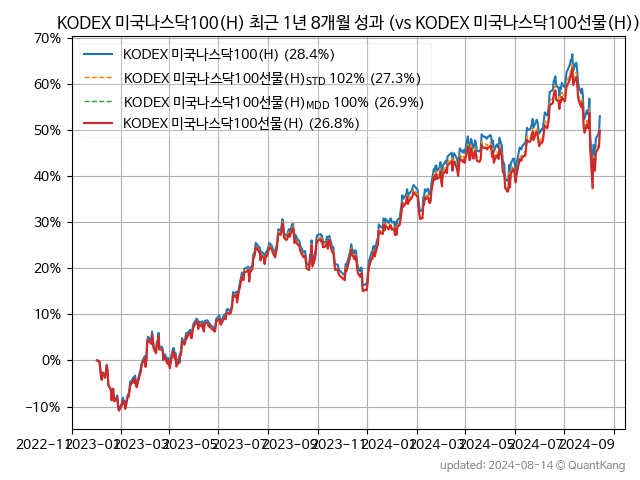 KODEX 미국나스닥100(H) 최근 1년 8개월 성과 (vs KODEX 미국나스닥100선물(H))
70%
60%
50%
40%
30%
20%
10%
0%
−10%
KODEX 미국나스닥100(H) (28.4%)
KODEX 미국나스닥100선물(H)STD 102% (27.3%)
KODEX 미국나스닥100선물(H)MDD 100% (26.9%)
KODEX 미국나스닥100선물(H) (26.8%)
2022-11 2023-01 2023-03 2023-05 2023-07 2023-09 2023-11 2024-01 2024-03 2024-05 2024-07 2024-09
updated: 2024-08-14 © QuantKang